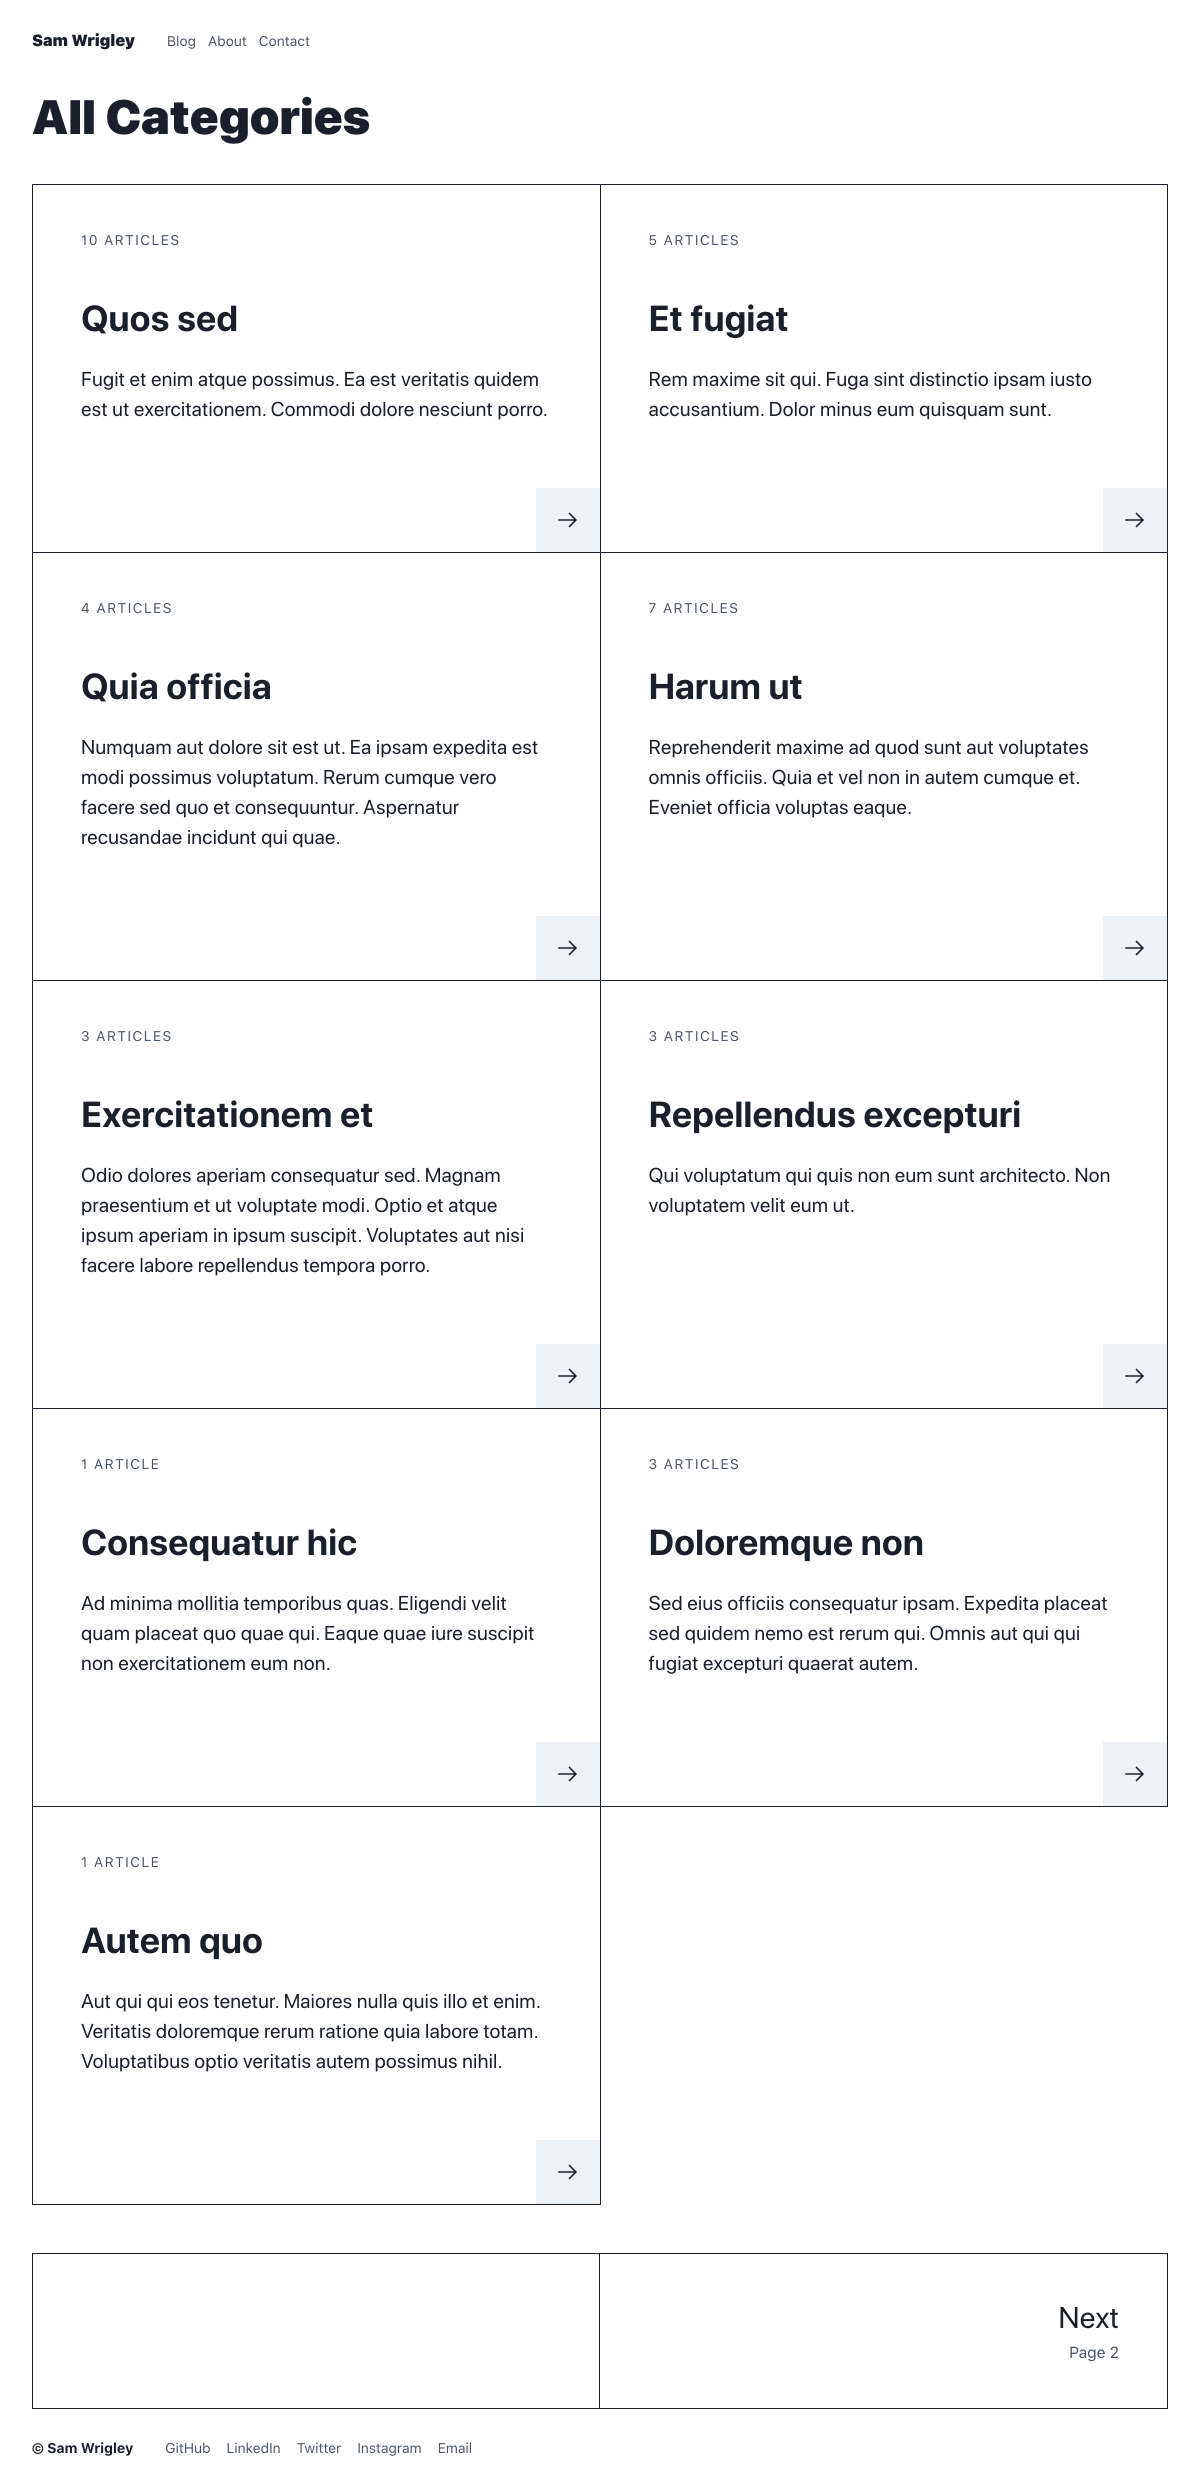 Sam Wrigley Blog About Contact
All Categories
10 ARTICLES
Quos sed
Fugit et enim atque possimus. Ea est veritatis quidem
est ut exercitationem. Commodi dolore nesciunt porro.
5 ARTICLES
Et fugiat
Rem maxime sit qui. Fuga sint distinctio ipsam iusto
accusantium. Dolor minus eum quisquam sunt.
4 ARTICLES
Quia officia
Numquam aut dolore sit est ut. Ea ipsam expedita est
modi possimus voluptatum. Rerum cumque vero
facere sed quo et consequuntur. Aspernatur
recusandae incidunt qui quae.
7 ARTICLES
Harum ut
Reprehenderit maxime ad quod sunt aut voluptates
omnis officiis. Quia et vel non in autem cumque et.
Eveniet officia voluptas eaque.
3 ARTICLES
Exercitationem et
Odio dolores aperiam consequatur sed. Magnam
praesentium et ut voluptate modi. Optio et atque
ipsum aperiam in ipsum suscipit. Voluptates aut nisi
facere labore repellendus tempora porro.
3 ARTICLES
Repellendus excepturi
Qui voluptatum qui quis non eum sunt architecto. Non
voluptatem velit eum ut.
1 ARTICLE
Consequatur hic
Ad minima mollitia temporibus quas. Eligendi velit
quam placeat quo quae qui. Eaque quae iure suscipit
non exercitationem eum non.
3 ARTICLES
Doloremque non
Sed eius officiis consequatur ipsam. Expedita placeat
sed quidem nemo est rerum qui. Omnis aut qui qui
fugiat excepturi quaerat autem.
1 ARTICLE
Autem quo
Aut qui qui eos tenetur. Maiores nulla quis illo et enim.
Veritatis doloremque rerum ratione quia labore totam.
Voluptatibus optio veritatis autem possimus nihil.
Next
Page 2
© Sam Wrigley GitHub LinkedIn Twitter Instagram Email